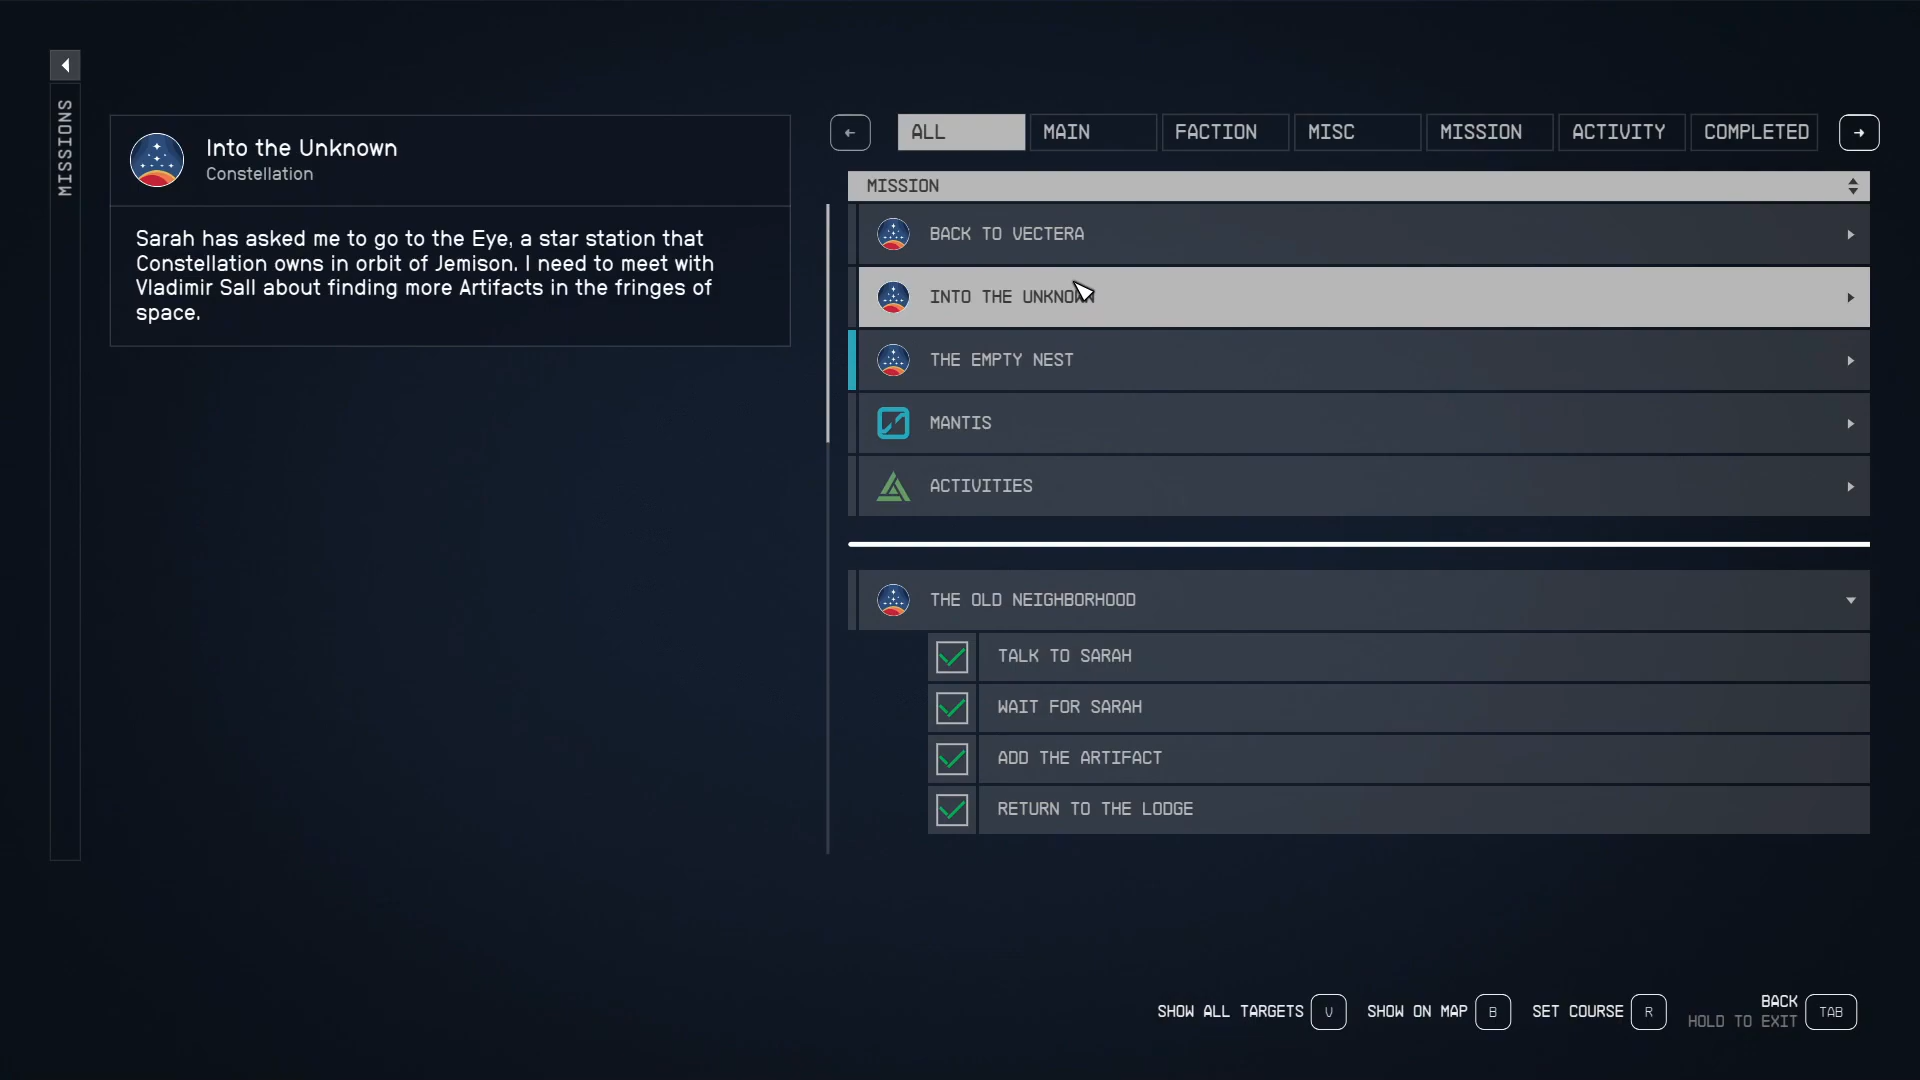 MISSIONS
Into the Unknown
Constellation
Sarah has asked me to go to the Eye, a star station that
Constellation owns in orbit of Jemison. I need to meet with
Vladimir Sall about finding more Artifacts in the fringes of
space.
ALL MAIN FACTION MISC MISSION ACTIVITY COMPLETED
MISSION
BACK TO VECTERA
INTO THE UNKNOWN
THE EMPTY NEST
MANTIS
ACTIVITIES
THE OLD NEIGHBORHOOD
TALK TO SARAH
WAIT FOR SARAH
ADD THE ARTIFACT
RETURN TO THE LODGE
SHOW ALL TARGETS V SHOW ON MAP B SET COURSE R BACK TAB
HOLD TO EXIT